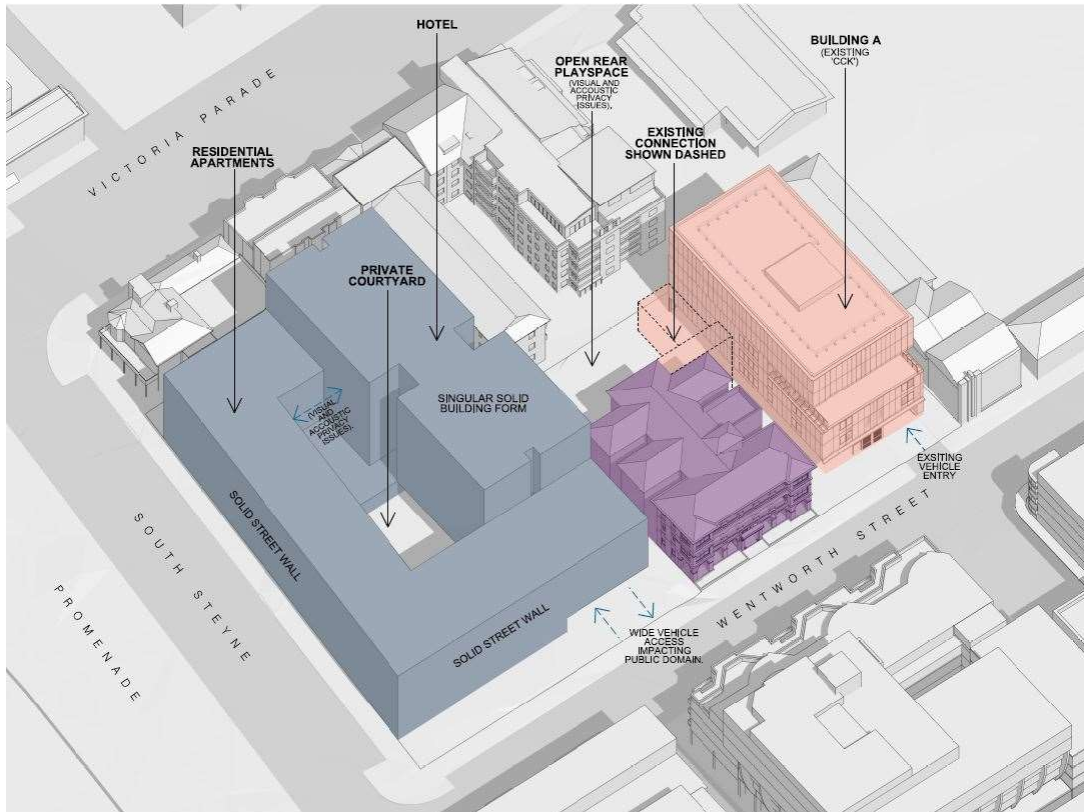 HOTEL
BUILDING A
(EXISTING
'CCK')
OPEN REAR
PLAYSPACE
(VISUAL AND
ACCOUSTIC
PRIVACY
ISSUES).
EXISTING
CONNECTION
SHOWN DASHED
VICTORIA PARADE
RESIDENTIAL
APARTMENTS
PRIVATE
COURTYARD
SINGULAR SOLID
BUILDING FORM
(VISUAL
AND
ACCOUSTIC
PRIVACY
ISSUES).
EXSITING
VEHICLE
ENTRY
SOLID STREET WALL
SOUTH STEYNE
PROMENADE
SOLID STREET WALL
WENTWORTH STREET
WIDE VEHICLE
ACCESS
IMPACTING
PUBLIC DOMAIN.